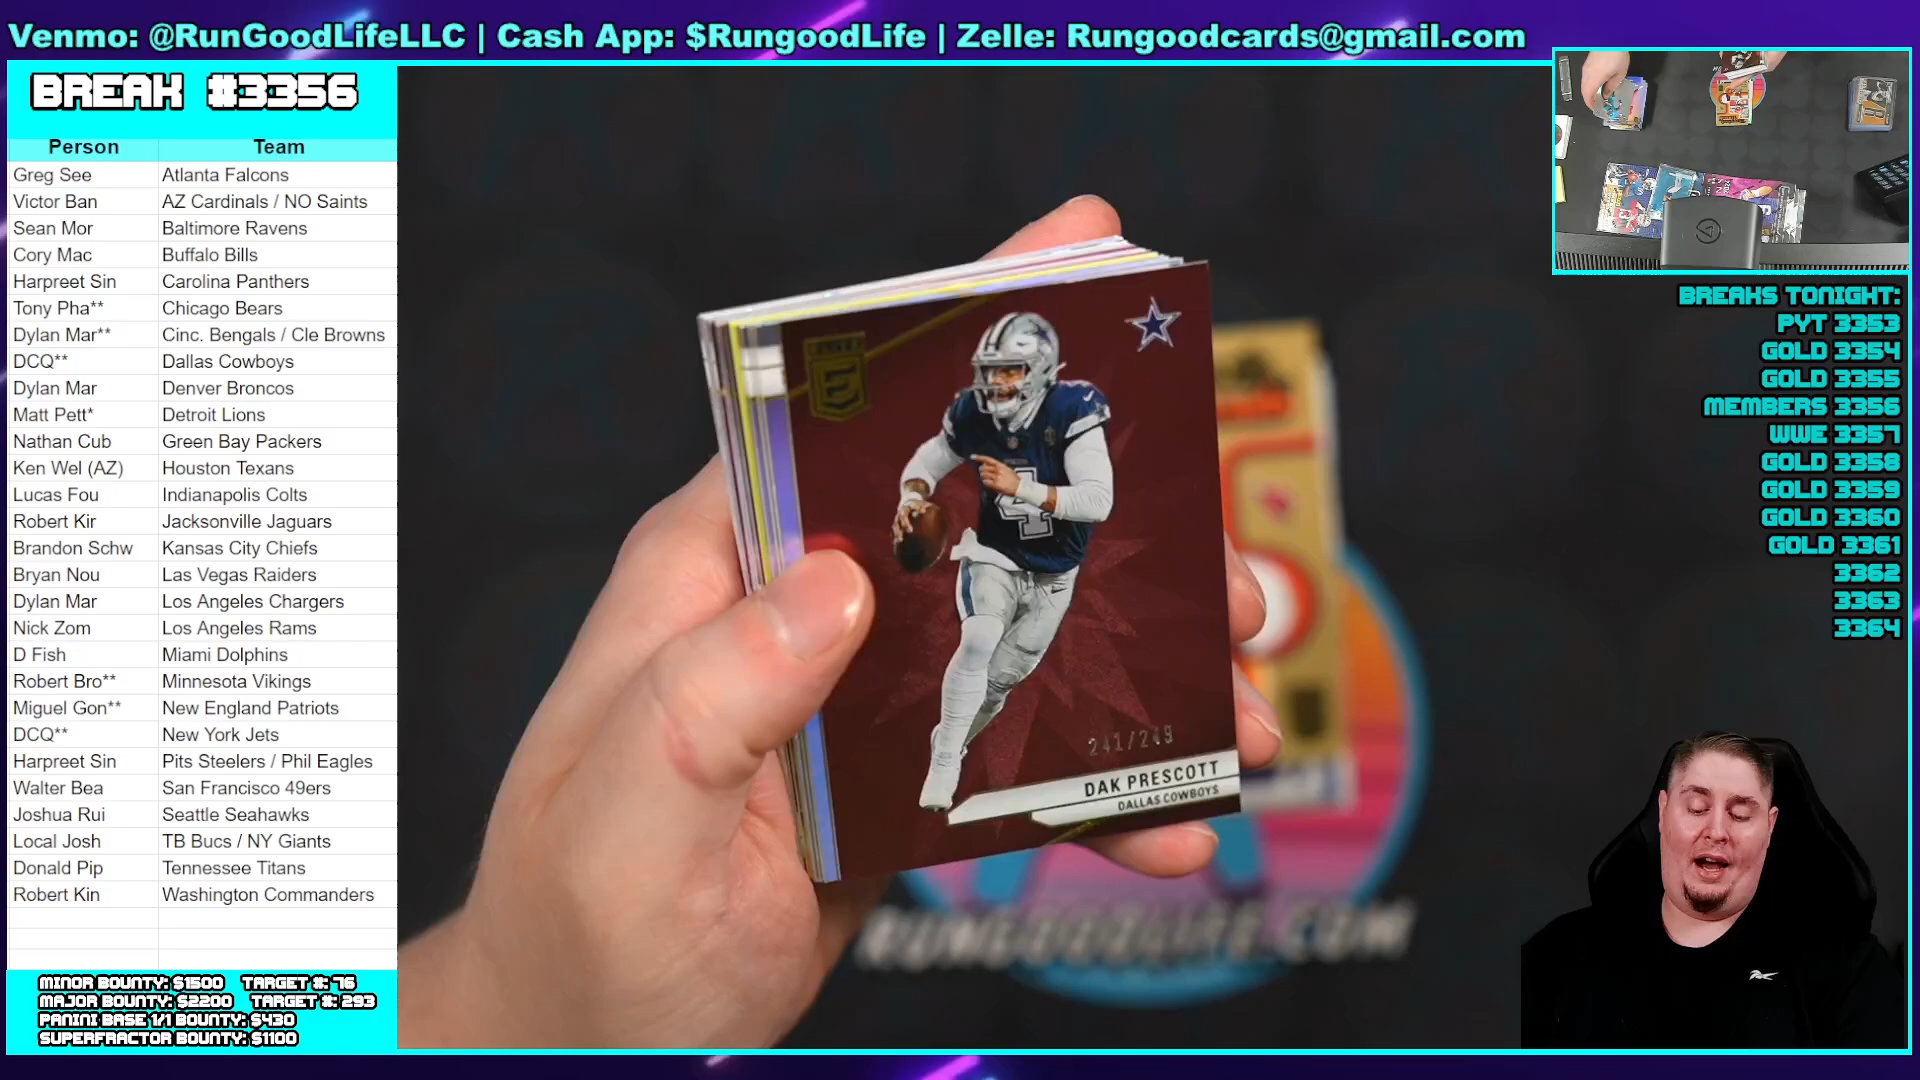 Venmo: @RunGoodLifeLLC | Cash App: $RungoodLife | Zelle: Rungoodcards@gmail.com
BREAK #3356
Person Team
Greg See Atlanta Falcons
Victor Ban AZ Cardinals / NO Saints
Sean Mor Baltimore Ravens
Cory Mac Buffalo Bills
Harpreet Sin Carolina Panthers
Tony Pha** Chicago Bears
Dylan Mar** Cinc. Bengals / Cle Browns
DCQ** Dallas Cowboys
Dylan Mar Denver Broncos
Matt Pett* Detroit Lions
Nathan Cub Green Bay Packers
Ken Wel (AZ) Houston Texans
Lucas Fou Indianapolis Colts
Robert Kir Jacksonville Jaguars
Brandon Schw Kansas City Chiefs
Bryan Nou Las Vegas Raiders
Dylan Mar Los Angeles Chargers
Nick Zom Los Angeles Rams
D Fish Miami Dolphins
Robert Bro** Minnesota Vikings
Miguel Gon** New England Patriots
DCQ** New York Jets
Harpreet Sin Pits Steelers / Phil Eagles
Walter Bea San Francisco 49ers
Joshua Rui Seattle Seahawks
Local Josh TB Bucs / NY Giants
Donald Pip Tennessee Titans
Robert Kin Washington Commanders
MINOR BOUNTY: $1500 TARGET #: 76
MAJOR BOUNTY: $2200 TARGET #: 293
PANINI BASE 1/1 BOUNTY: $430
SUPERFRACTOR BOUNTY: $1100
E
4
241/249
DAK PRESCOTT
DALLAS COWBOYS
RUNGOODLIFE.COM
BREAKS TONIGHT:
PYT 3353
GOLD 3354
GOLD 3355
MEMBERS 3356
WWE 3357
GOLD 3358
GOLD 3359
GOLD 3360
GOLD 3361
3362
3363
3364